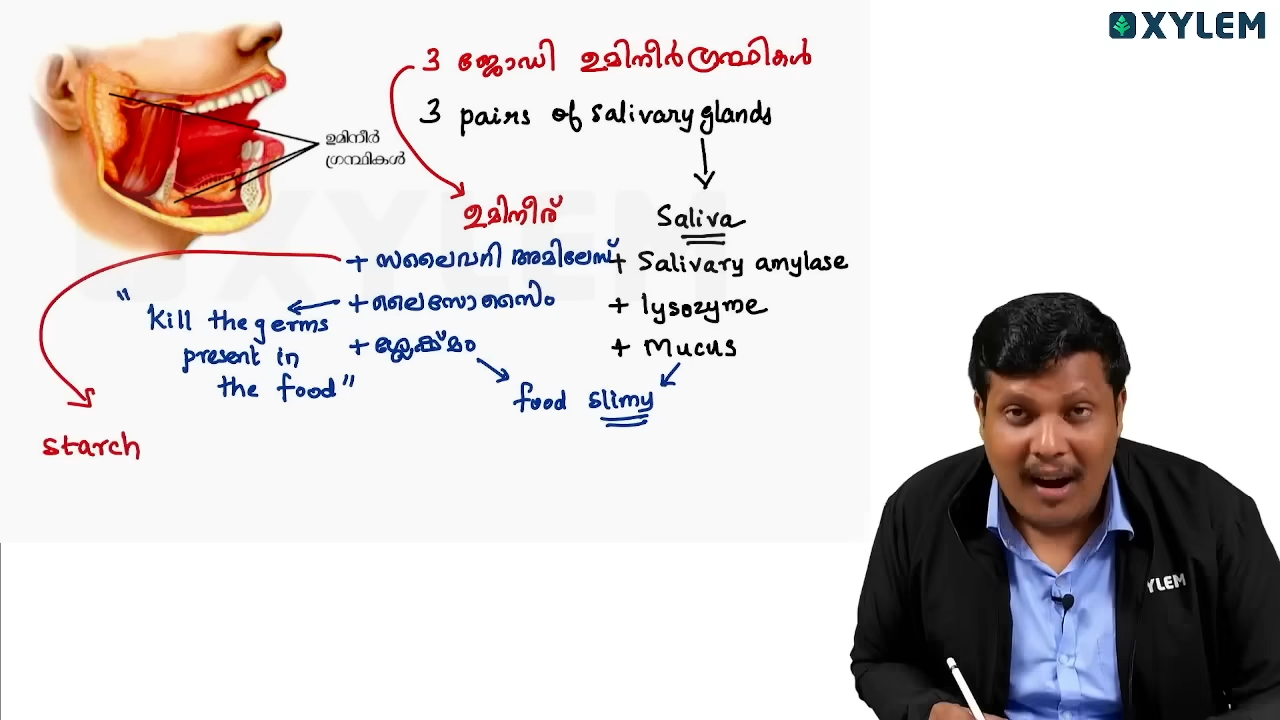 XYLEM
3 ജോഡി ഉമിനീർഗ്രന്ഥികൾ
3 pairs of salivary glands
ഉമിനീർ
ഗ്രന്ഥികൾ
ഉമിനീര്
Saliva
+ സലൈവറി അമിലേസ്
+ Salivary amylase
+ ലൈസോസൈം
+ lysozyme
+ ശ്ലേഷ്മം
+ Mucus
"Kill the germs
present in
the food"
food slimy
starch
XYLEM
YLEM